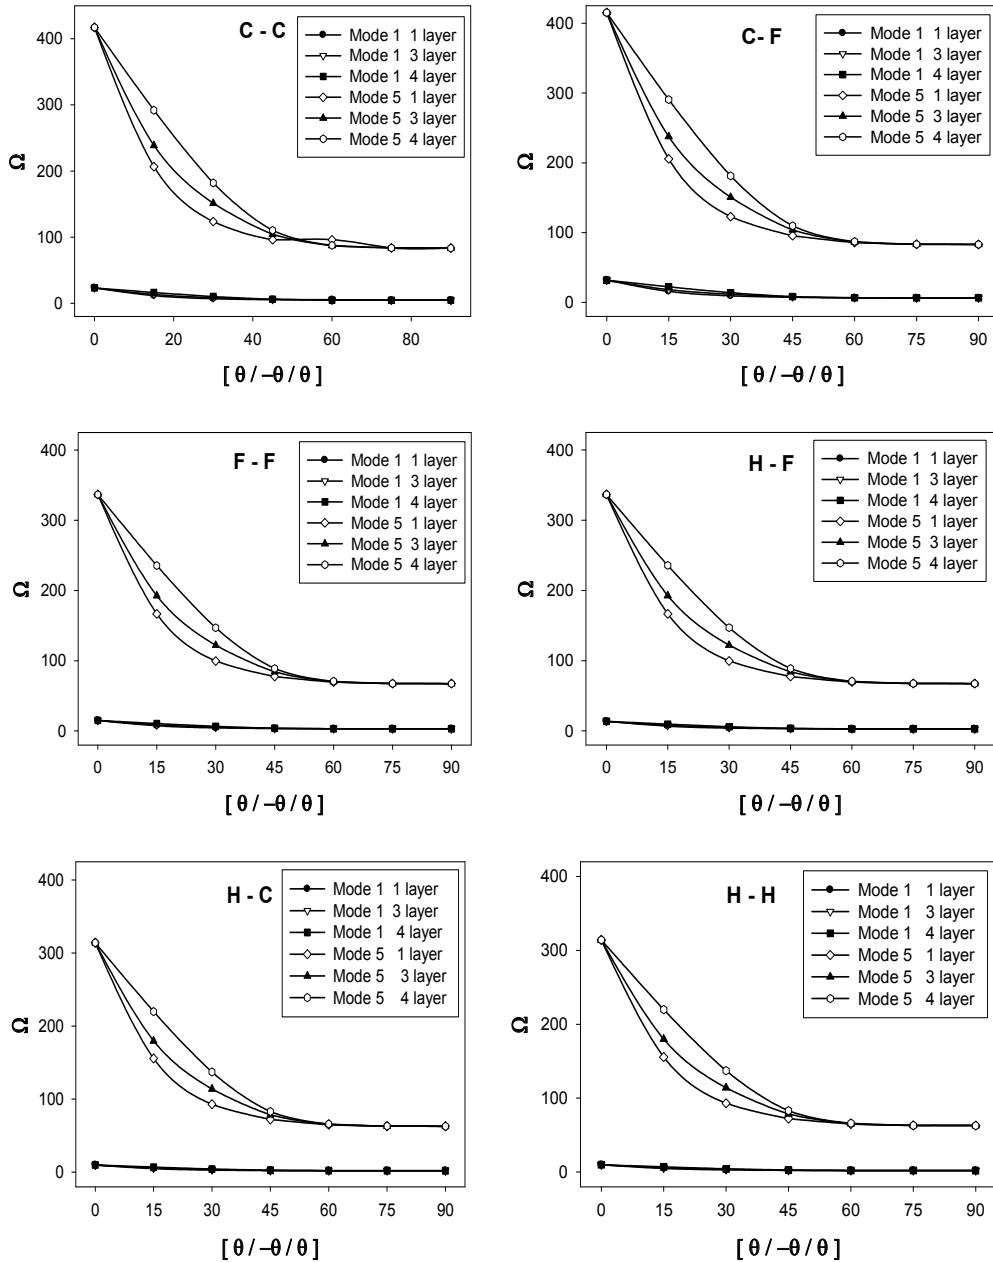 C - C
Mode 1 1 layer
Mode 1 3 layer
Mode 1 4 layer
Mode 5 1 layer
Mode 5 3 layer
Mode 5 4 layer
400
300
200
100
0
Ω
0 20 40 60 80
[ θ / –θ / θ ]
C - F
Mode 1 1 layer
Mode 1 3 layer
Mode 1 4 layer
Mode 5 1 layer
Mode 5 3 layer
Mode 5 4 layer
400
300
200
100
0
Ω
0 15 30 45 60 75 90
[ θ / –θ / θ ]
F - F
Mode 1 1 layer
Mode 1 3 layer
Mode 1 4 layer
Mode 5 1 layer
Mode 5 3 layer
Mode 5 4 layer
400
300
200
100
0
Ω
0 15 30 45 60 75 90
[ θ / –θ / θ ]
H - F
Mode 1 1 layer
Mode 1 3 layer
Mode 1 4 layer
Mode 5 1 layer
Mode 5 3 layer
Mode 5 4 layer
400
300
200
100
0
Ω
0 15 30 45 60 75 90
[ θ / –θ / θ ]
H - C
Mode 1 1 layer
Mode 1 3 layer
Mode 1 4 layer
Mode 5 1 layer
Mode 5 3 layer
Mode 5 4 layer
400
300
200
100
0
Ω
0 15 30 45 60 75 90
[ θ / –θ / θ ]
H - H
Mode 1 1 layer
Mode 1 3 layer
Mode 1 4 layer
Mode 5 1 layer
Mode 5 3 layer
Mode 5 4 layer
400
300
200
100
0
Ω
0 15 30 45 60 75 90
[ θ / –θ / θ ]